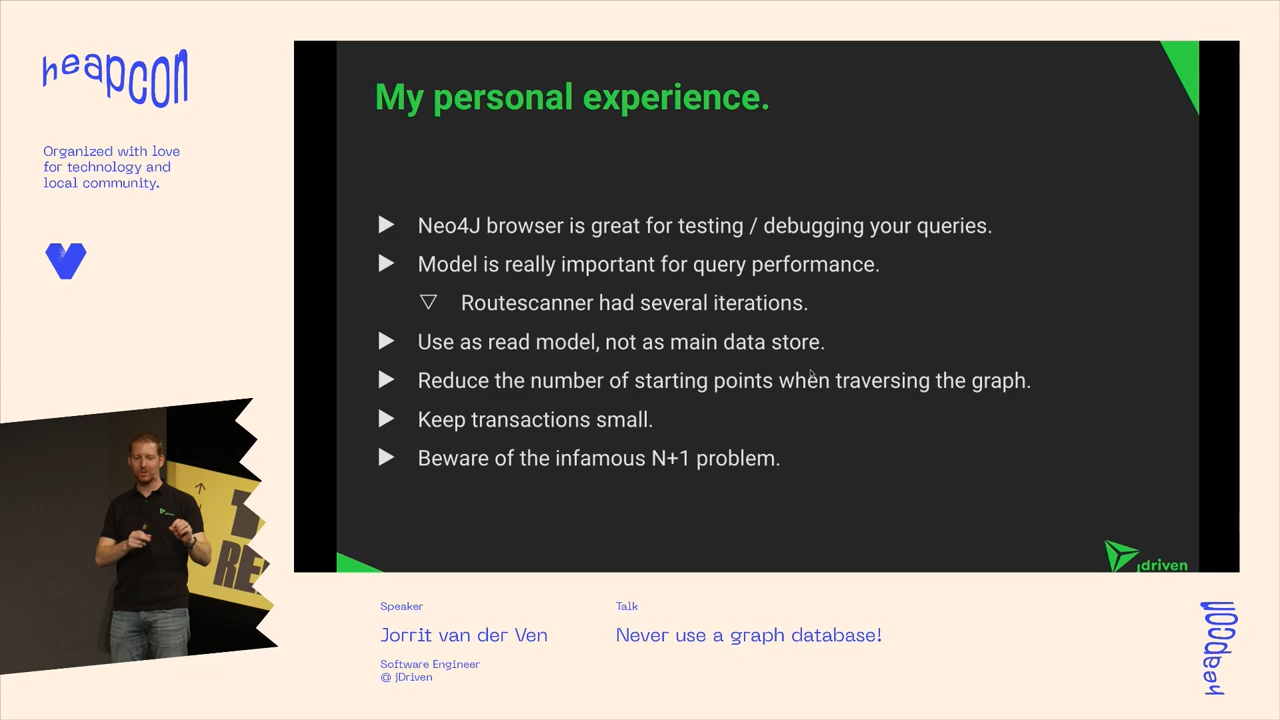 heapcon
Organized with love
for technology and
local community.
My personal experience.
Neo4J browser is great for testing / debugging your queries.
Model is really important for query performance.
Routescanner had several iterations.
Use as read model, not as main data store.
Reduce the number of starting points when traversing the graph.
Keep transactions small.
Beware of the infamous N+1 problem.
jdriven
Speaker
Jorrit van der Ven
Software Engineer
@ jDriven
Talk
Never use a graph database!
heapcon